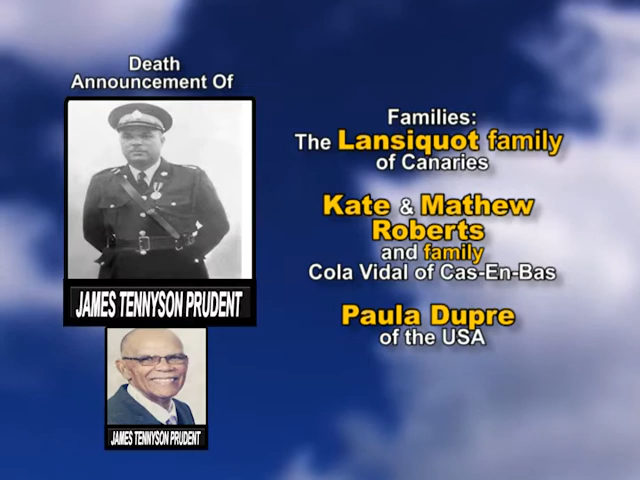 Death
Announcement Of
JAMES TENNYSON PRUDENT
JAMES TENNYSON PRUDENT
Families:
The Lansiquot family
of Canaries
Kate & Mathew
Roberts
and family
Cola Vidal of Cas-En-Bas
Paula Dupre
of the USA